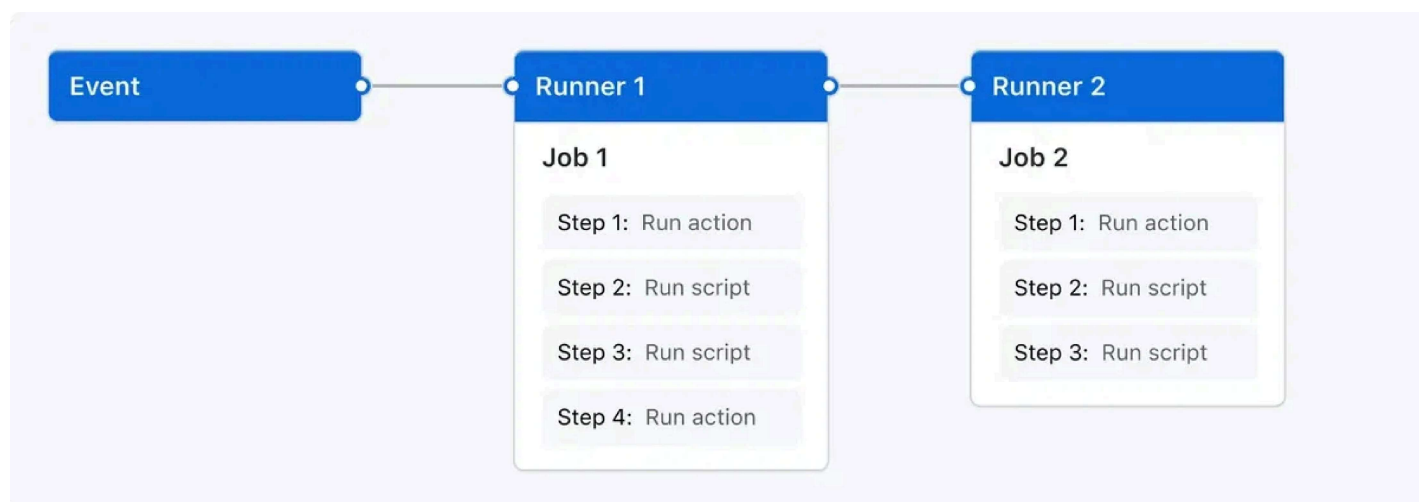 Event
Runner 1
Job 1
Step 1: Run action
Step 2: Run script
Step 3: Run script
Step 4: Run action
Runner 2
Job 2
Step 1: Run action
Step 2: Run script
Step 3: Run script